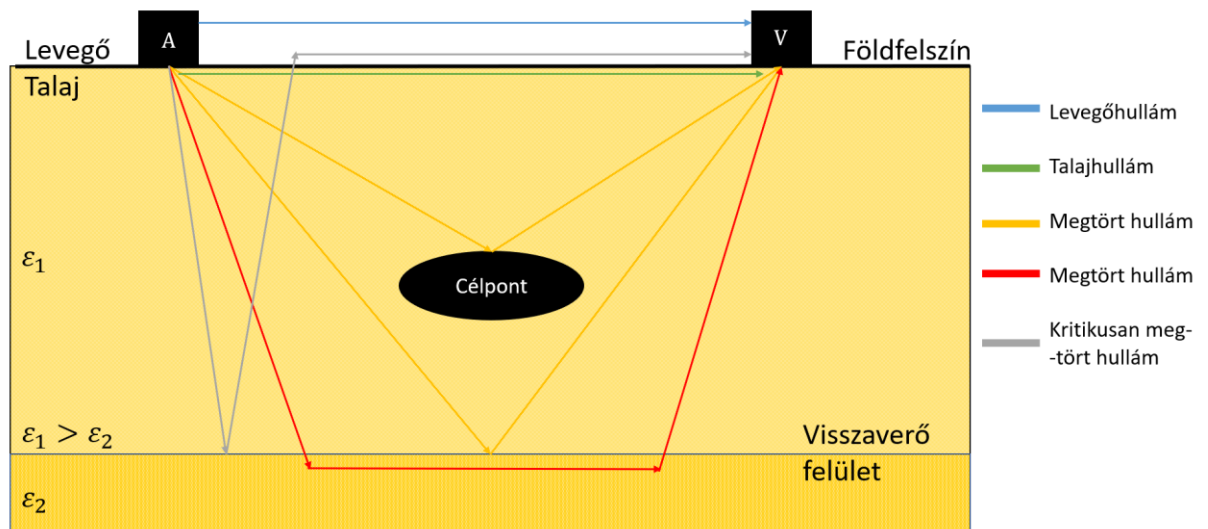 A
V
Levegő
Földfelszín
Talaj
Levegőhullám
Talajhullám
Megtört hullám
ε₁
Célpont
Megtört hullám
Kritikusan meg-
-tört hullám
ε₁ > ε₂
Visszaverő
felület
ε₂